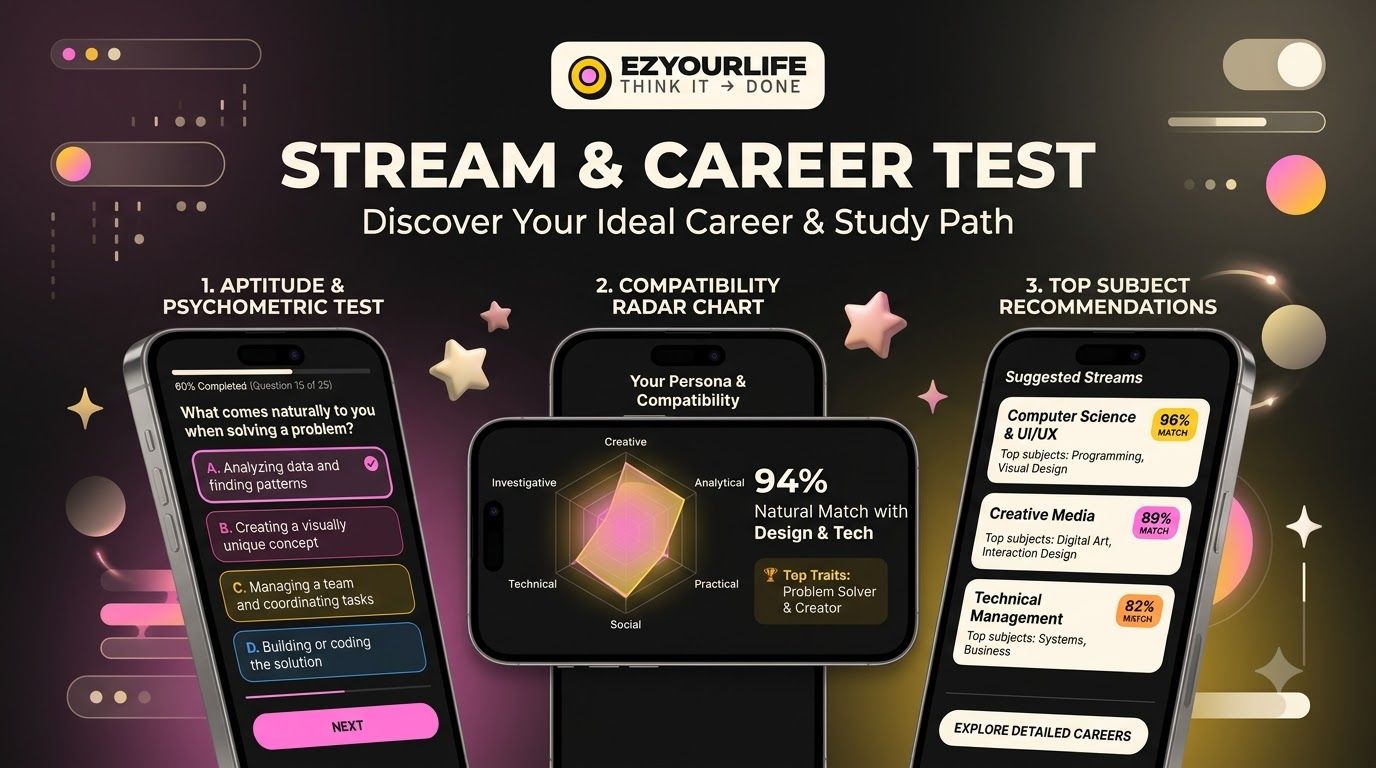 EZYOURLIFE
THINK IT → DONE
STREAM & CAREER TEST
Discover Your Ideal Career & Study Path
1. APTITUDE &
PSYCHOMETRIC TEST
60% Completed (Question 15 of 25)
What comes naturally to you
when solving a problem?
A. Analyzing data and
finding patterns
B. Creating a visually
unique concept
C. Managing a team
and coordinating tasks
D. Building or coding
the solution
NEXT
2. COMPATIBILITY
RADAR CHART
Your Persona &
Compatibility
Creative
Investigative
Analytical
Technical
Practical
Social
94%
Natural Match with
Design & Tech
Top Traits:
Problem Solver
& Creator
3. TOP SUBJECT
RECOMMENDATIONS
Suggested Streams
Computer Science
& UI/UX
96%
MATCH
Top subjects: Programming,
Visual Design
Creative Media
89%
MATCH
Top subjects: Digital Art,
Interaction Design
Technical
Management
82%
MATCH
Top subjects: Systems,
Business
EXPLORE DETAILED CAREERS